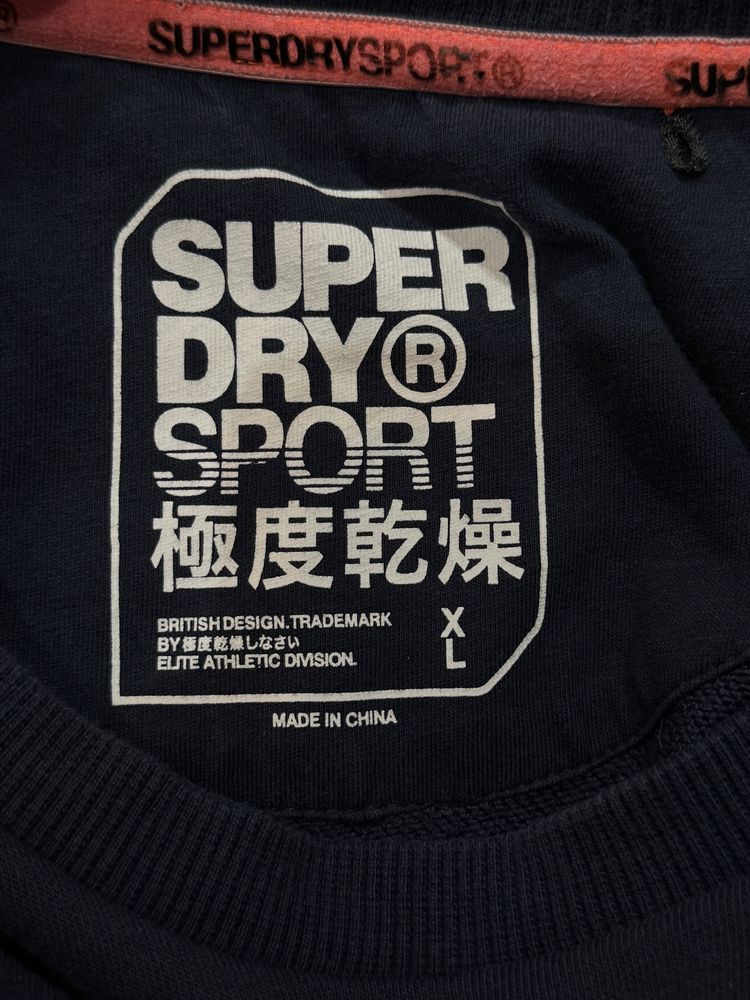 SUPERDRYSPORT® SUP
SUPER
DRY®
SPORT
極度乾燥
BRITISH DESIGN.TRADEMARK
BY極度乾燥しなさい
ELITE ATHLETIC DIVISION.
X
L
MADE IN CHINA